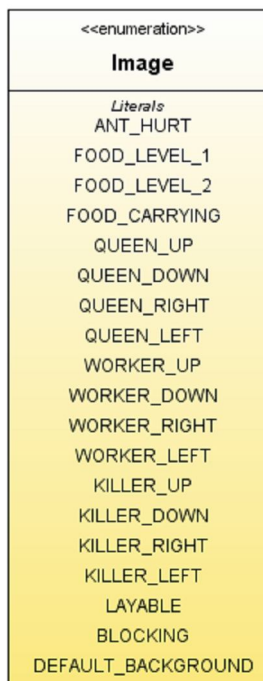 <<enumeration>>
Image
Literals
ANT_HURT
FOOD_LEVEL_1
FOOD_LEVEL_2
FOOD_CARRYING
QUEEN_UP
QUEEN_DOWN
QUEEN_RIGHT
QUEEN_LEFT
WORKER_UP
WORKER_DOWN
WORKER_RIGHT
WORKER_LEFT
KILLER_UP
KILLER_DOWN
KILLER_RIGHT
KILLER_LEFT
LAYABLE
BLOCKING
DEFAULT_BACKGROUND